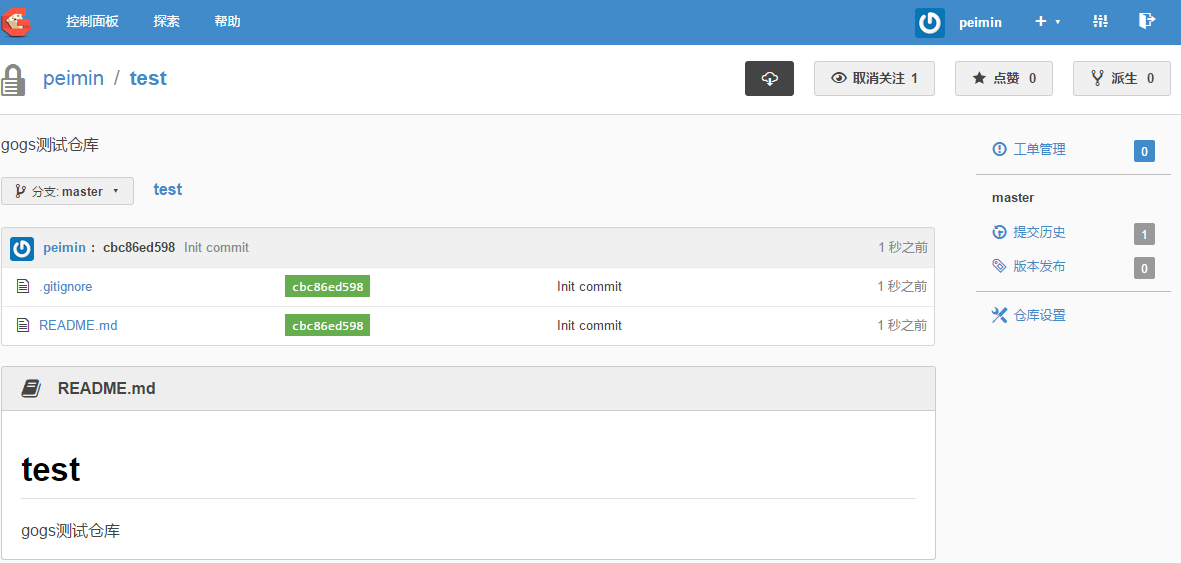 控制面板 探索 帮助 peimin
peimin / test 取消关注 1 点赞 0 派生 0
gogs测试仓库
分支: master test
peimin : cbc86ed598 Init commit 1 秒之前
.gitignore cbc86ed598 Init commit 1 秒之前
README.md cbc86ed598 Init commit 1 秒之前
README.md
test
gogs测试仓库
工单管理 0
master
提交历史 1
版本发布 0
仓库设置